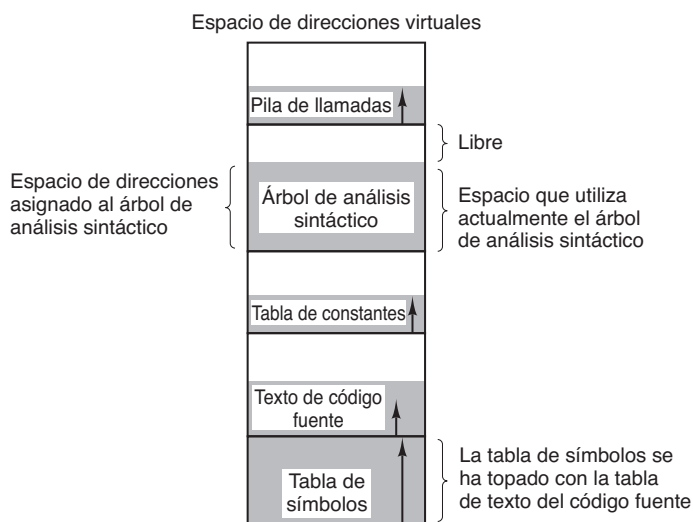 Espacio de direcciones virtuales
Pila de llamadas
Libre
Espacio de direcciones
asignado al árbol de
análisis sintáctico
Árbol de análisis
sintáctico
Espacio que utiliza
actualmente el árbol
de análisis sintáctico
Tabla de constantes
Texto de código
fuente
Tabla de
símbolos
La tabla de símbolos se
ha topado con la tabla
de texto del código fuente